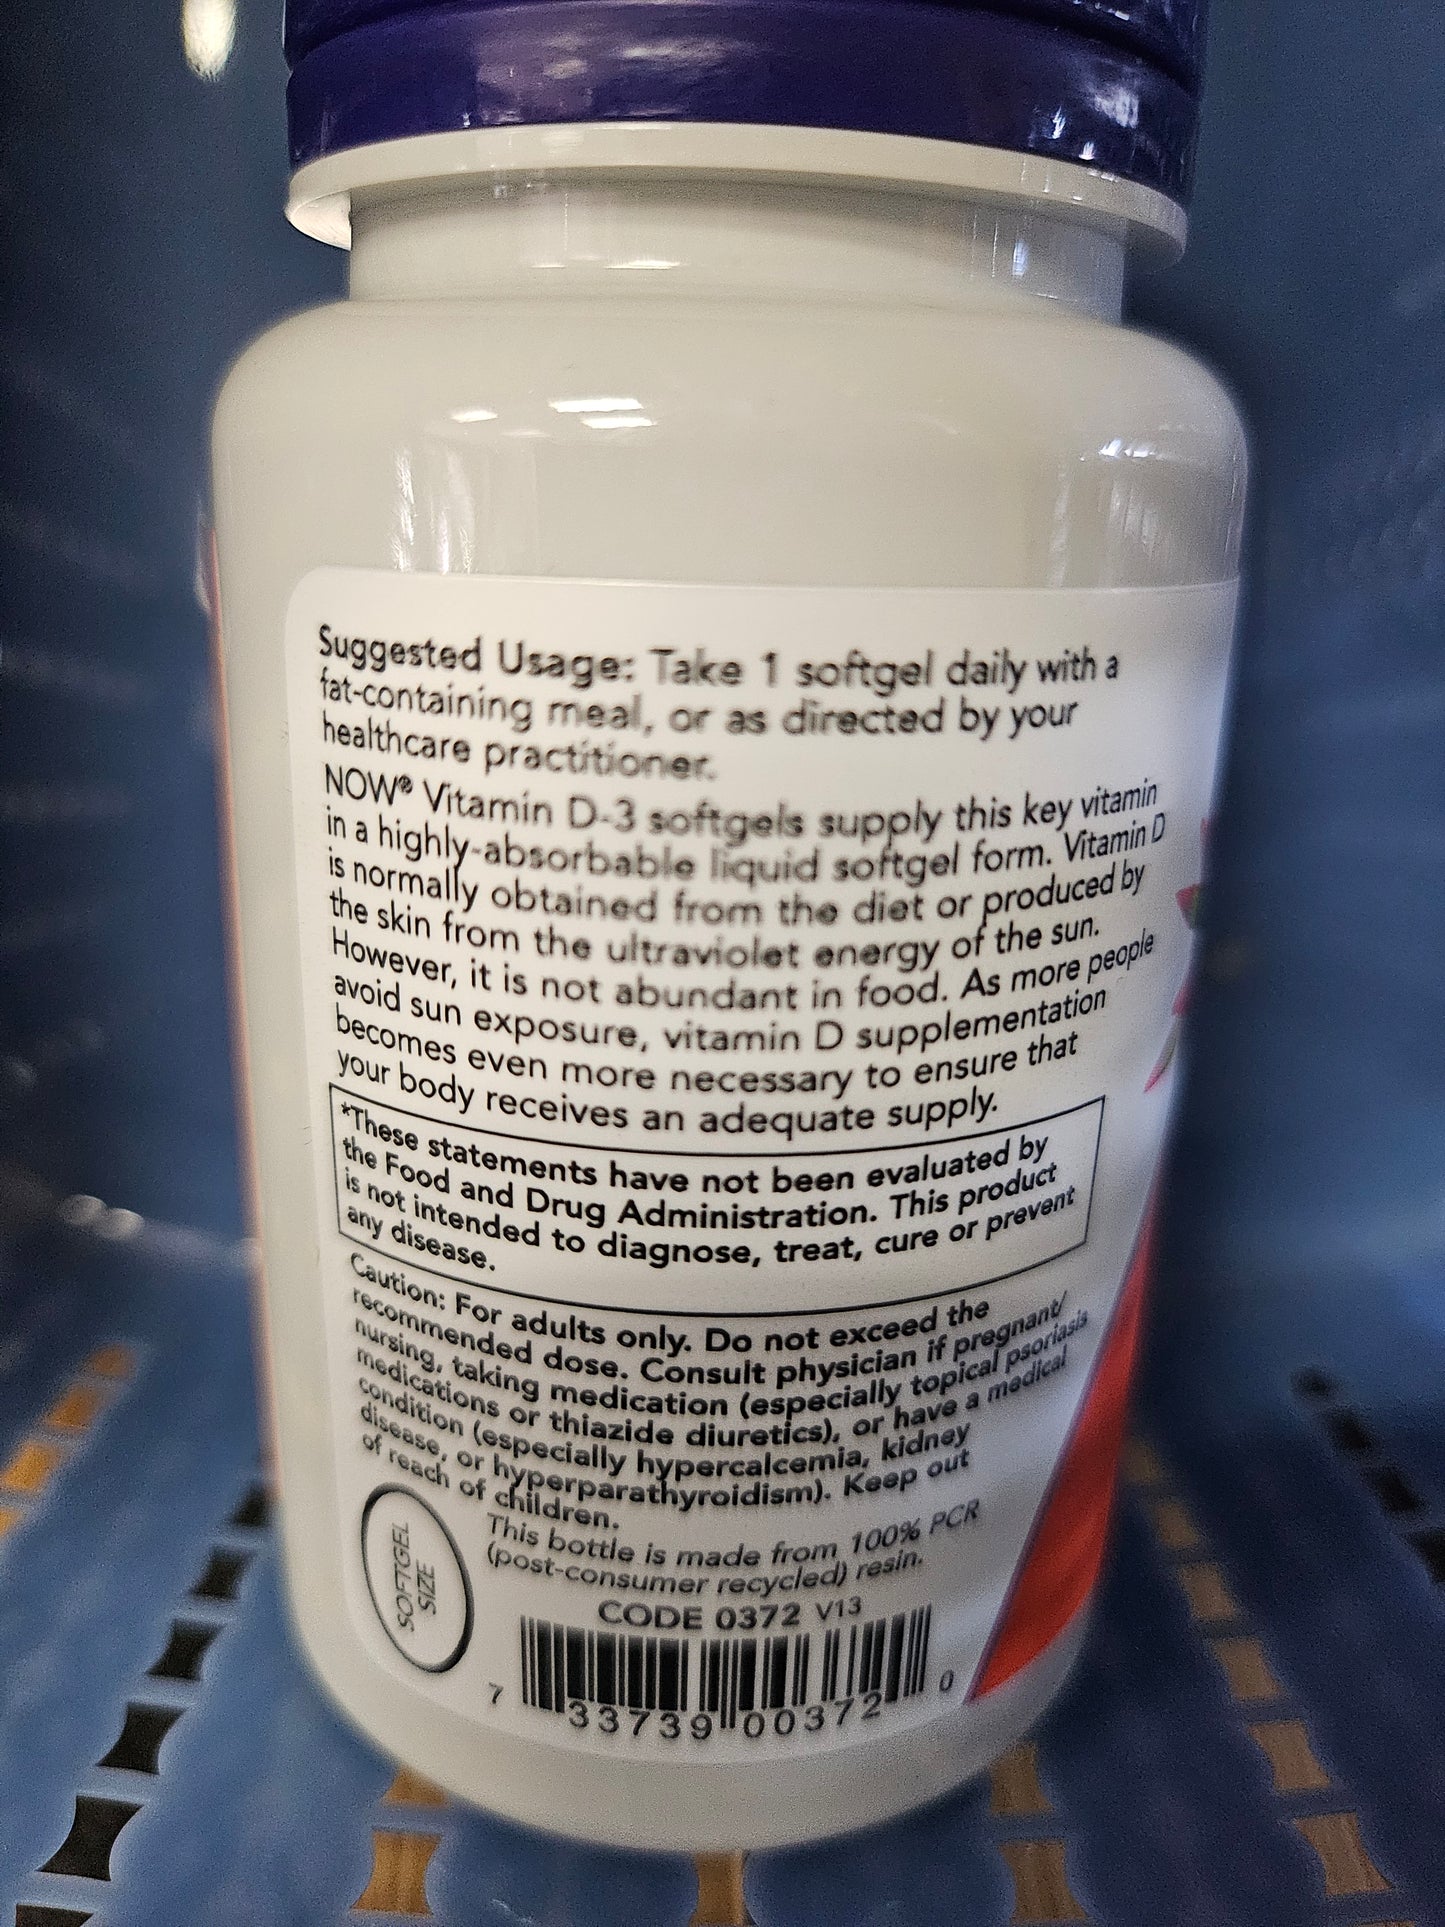 Suggested Usage: Take 1 softgel daily with a
fat-containing meal, or as directed by your
healthcare practitioner.
NOW® Vitamin D-3 softgels supply this key vitamin
in a highly-absorbable liquid softgel form. Vitamin D
is normally obtained from the diet or produced by
the skin from the ultraviolet energy of the sun.
However, it is not abundant in food. As more people
avoid sun exposure, vitamin D supplementation
becomes even more necessary to ensure that
your body receives an adequate supply.
*These statements have not been evaluated by
the Food and Drug Administration. This product
is not intended to diagnose, treat, cure or prevent
any disease.
Caution: For adults only. Do not exceed the
recommended dose. Consult physician if pregnant/
nursing, taking medication (especially topical psoriasis
medications or thiazide diuretics), or have a medical
condition (especially hypercalcemia, kidney
disease, or hyperparathyroidism). Keep out
of reach of children.
This bottle is made from 100% PCR
(post-consumer recycled) resin.
SOFTGEL
SIZE
CODE 0372 V13
7 33739 00372 0